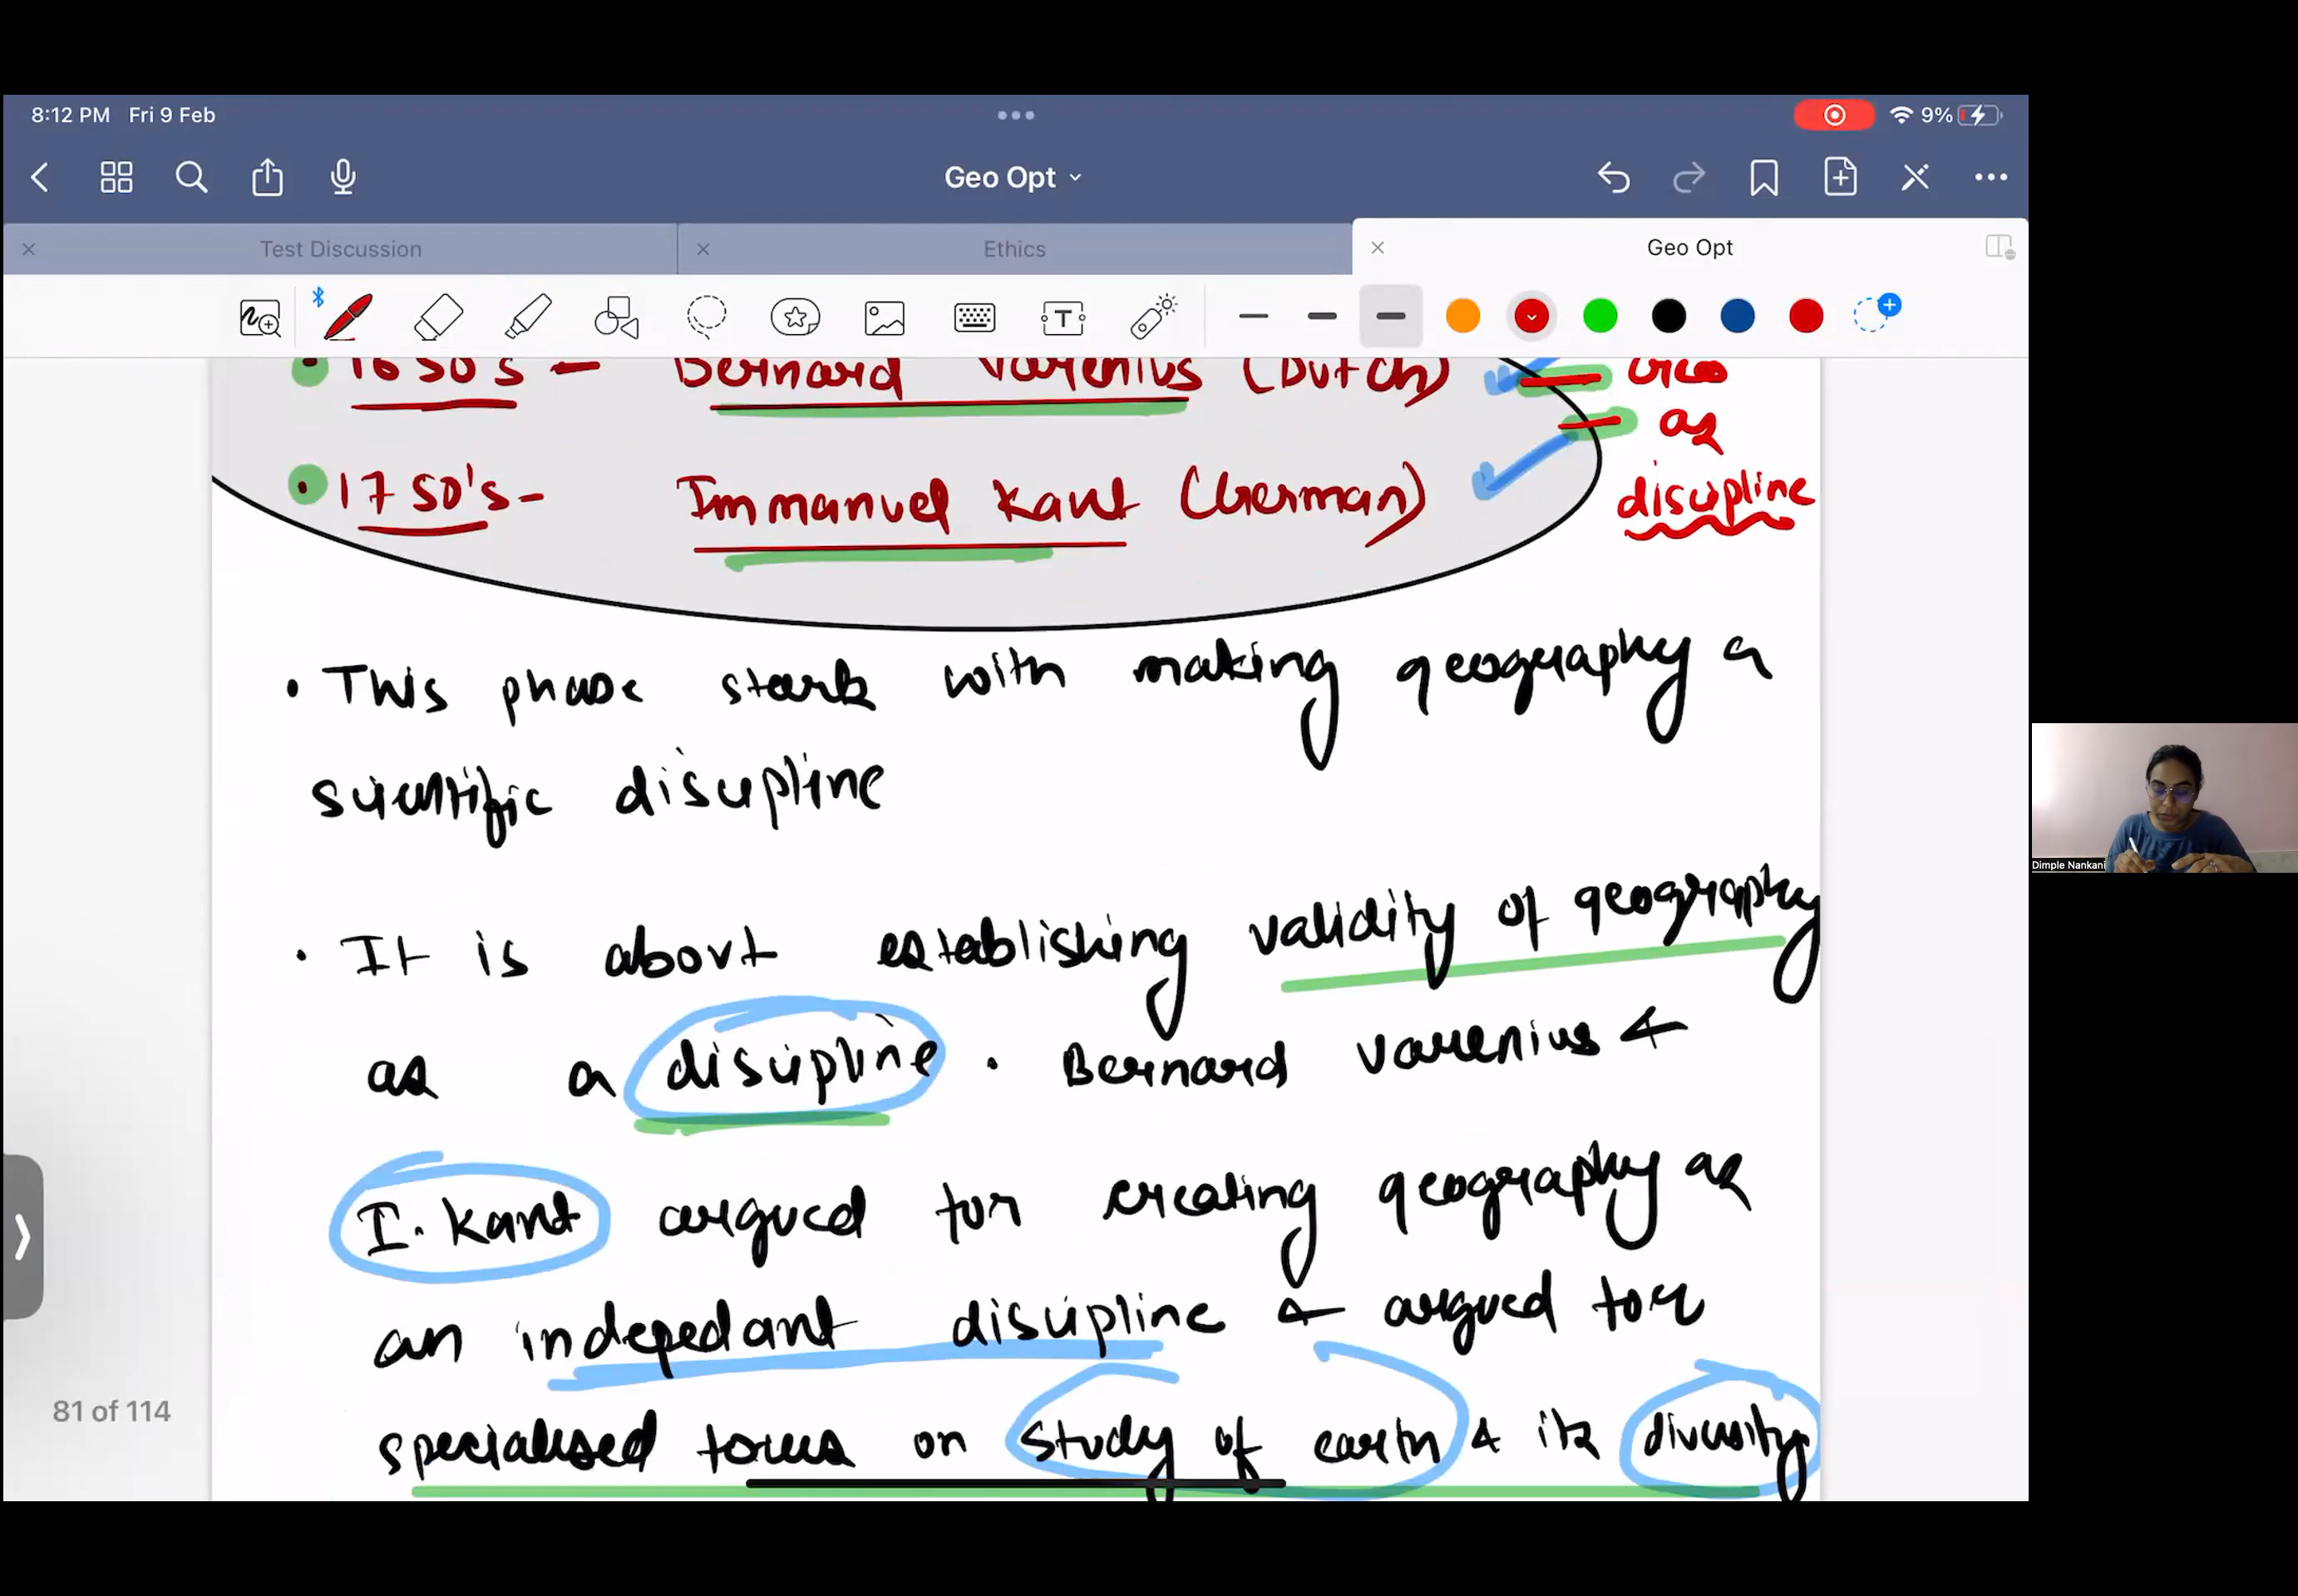 8:12 PM Fri 9 Feb
9%
Geo Opt
Test Discussion
Ethics
Geo Opt
T
• 1650's – Bernard Varenius (Dutch)
as
• 1750's – Immanuel Kant (German)
discipline
• This phase starts with making geography a
scientific discipline
• It is about establishing validity of geography
as a discipline. Bernard Varenius &
I. Kant argued for creating geography as
an indepedant discipline & argued for
specialised focus on study of earth & its diversity
81 of 114
Dimple Nankani